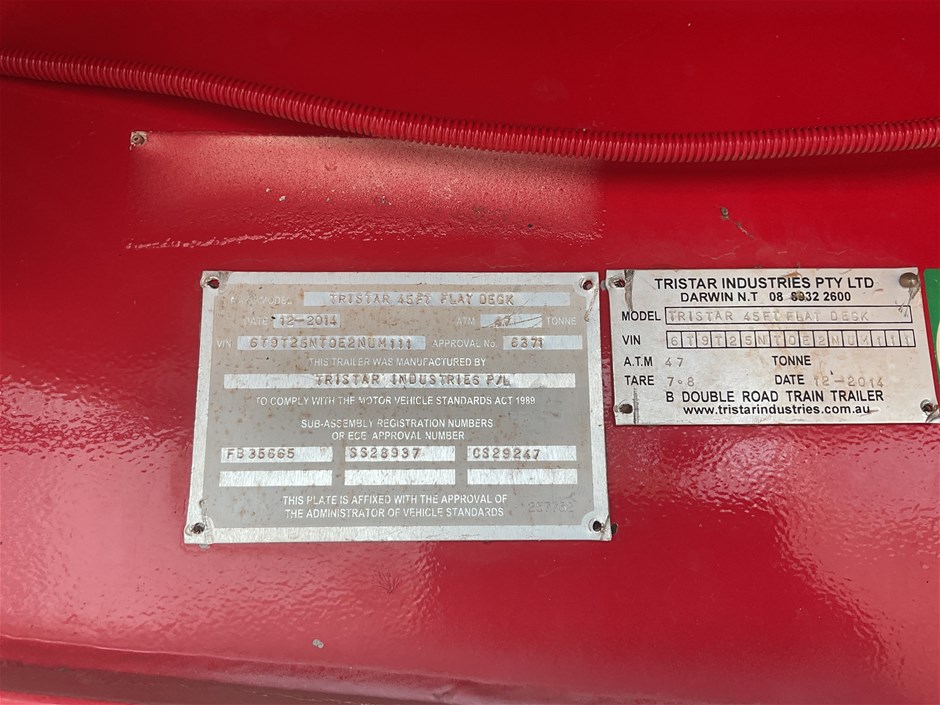 MAKE/MODEL TRISTAR 45FT FLAT DECK
DATE 12-2014 ATM 47 TONNE
VIN 6T9T25NT0E2NUM111 APPROVAL No. 6371
THIS TRAILER WAS MANUFACTURED BY
TRISTAR INDUSTRIES P/L
TO COMPLY WITH THE MOTOR VEHICLE STANDARDS ACT 1989
SUB-ASSEMBLY REGISTRATION NUMBERS
OR ECE APPROVAL NUMBER
FB35665 SS28937 CS29247
THIS PLATE IS AFFIXED WITH THE APPROVAL OF
THE ADMINISTRATOR OF VEHICLE STANDARDS
TRISTAR INDUSTRIES PTY LTD
DARWIN N.T 08 8932 2600
MODEL TRISTAR 45FT FLAT DECK
VIN 6T9T25NT0E2NUM111
A.T.M 47 TONNE
TARE 7.8 DATE 12-2014
B DOUBLE ROAD TRAIN TRAILER
www.tristarindustries.com.au